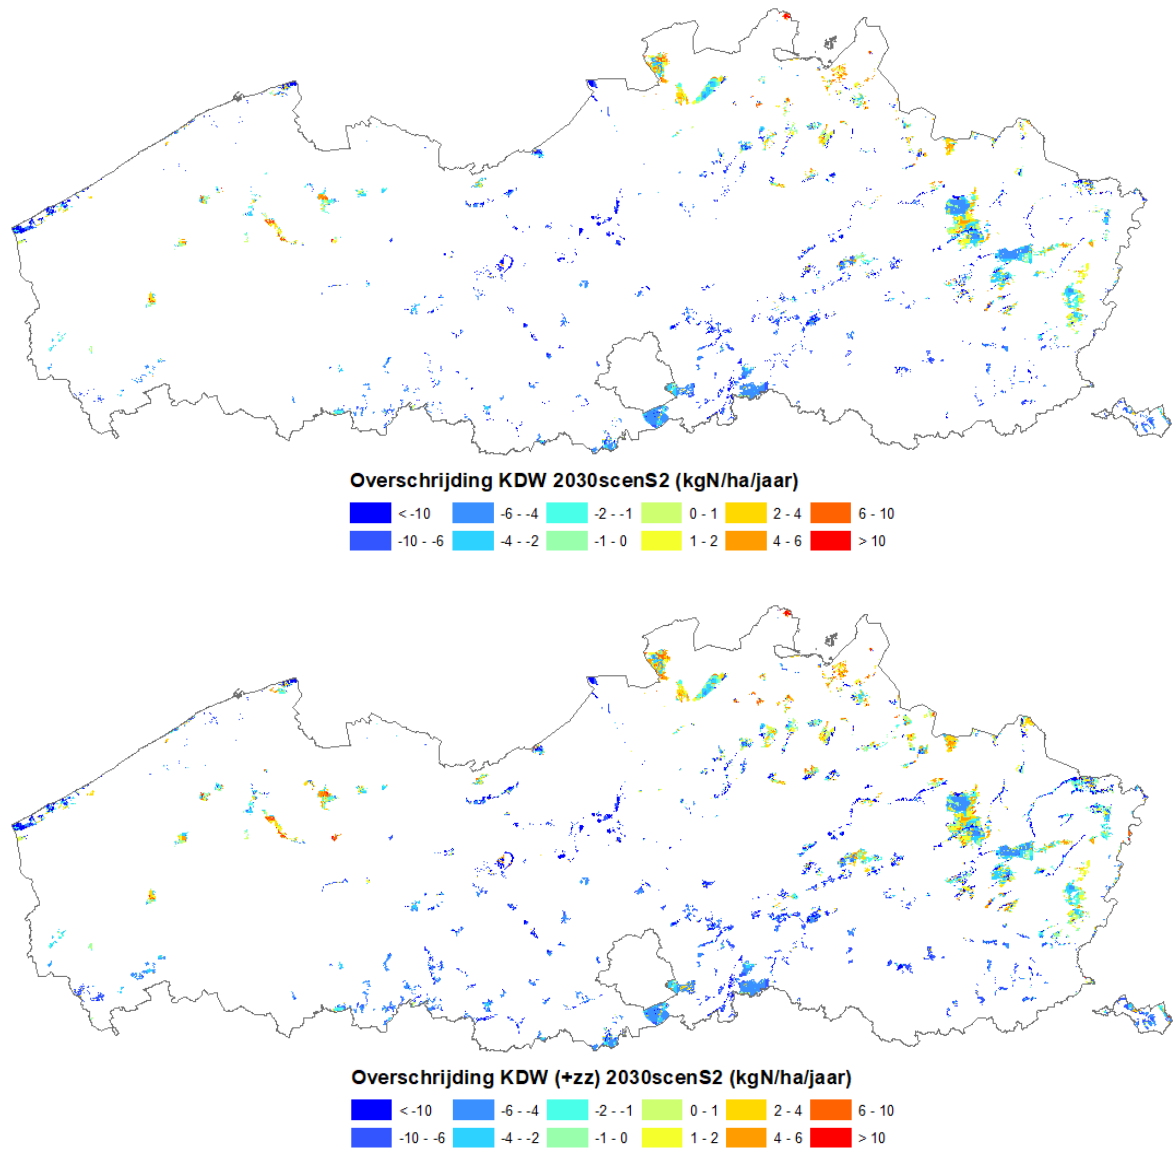 Overschrijding KDW 2030scenS2 (kgN/ha/jaar)
< -10 -6 - -4 -2 - -1 0 - 1 2 - 4 6 - 10
-10 - -6 -4 - -2 -1 - 0 1 - 2 4 - 6 > 10
Overschrijding KDW (+zz) 2030scenS2 (kgN/ha/jaar)
< -10 -6 - -4 -2 - -1 0 - 1 2 - 4 6 - 10
-10 - -6 -4 - -2 -1 - 0 1 - 2 4 - 6 > 10